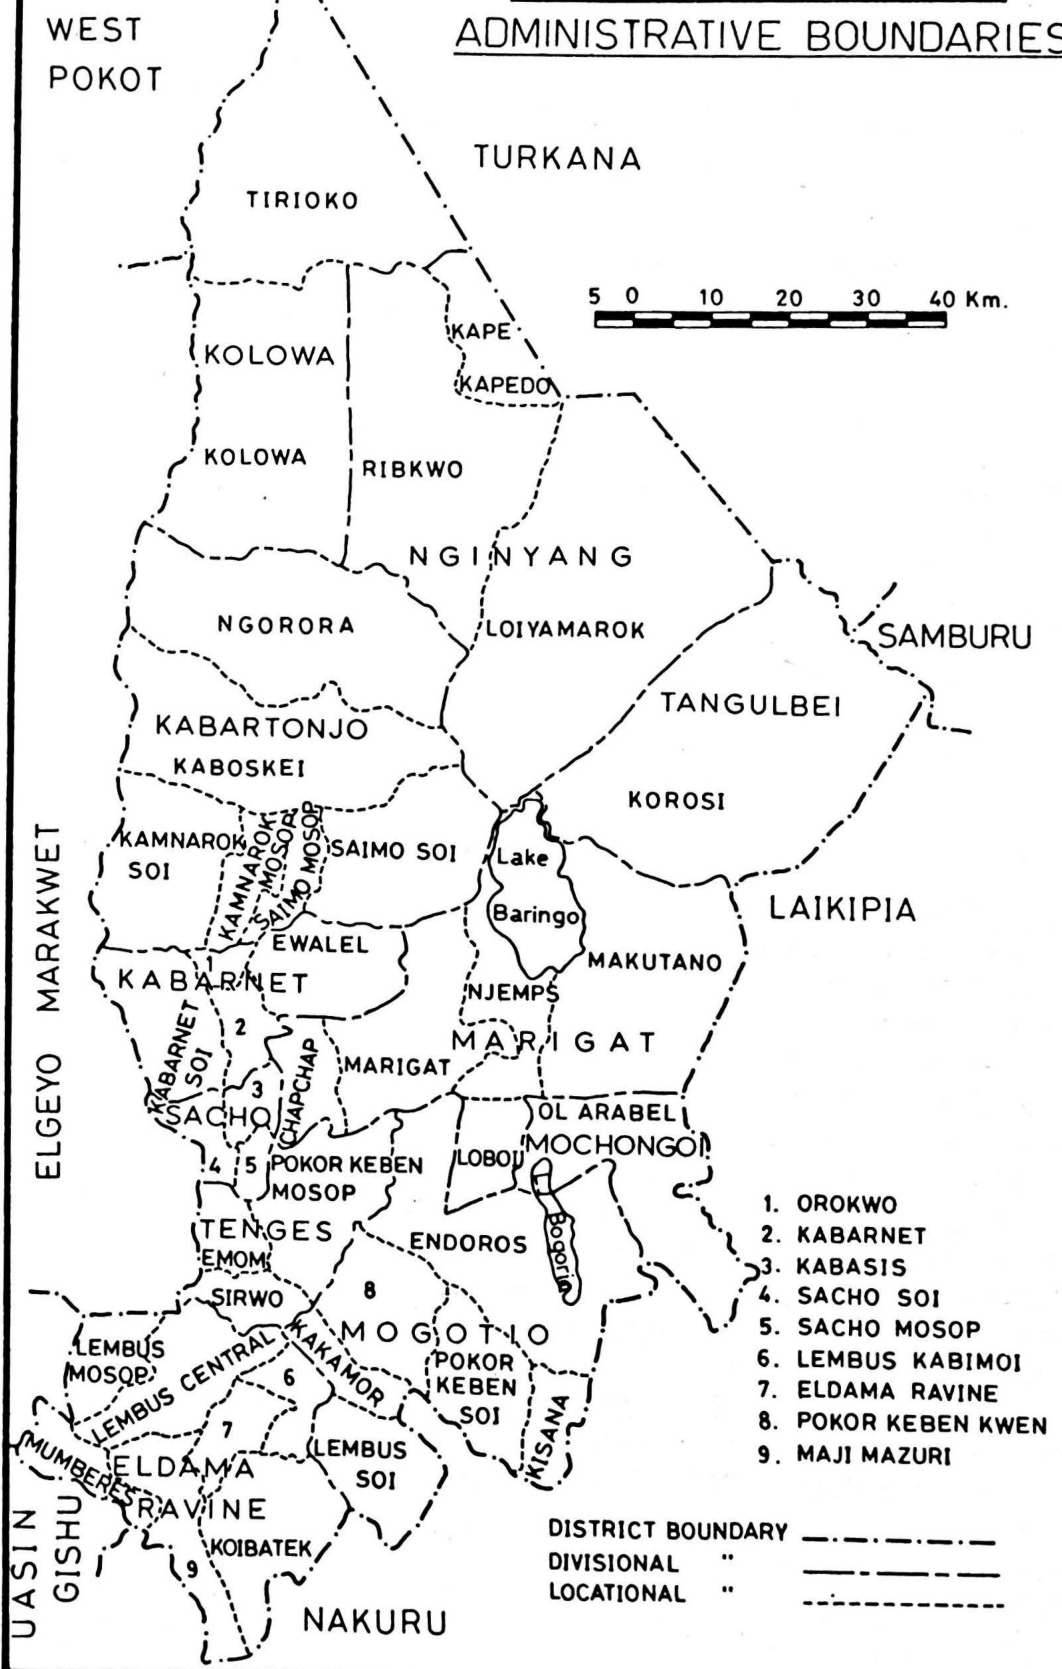 ADMINISTRATIVE BOUNDARIES
WEST
POKOT
TURKANA
TIRIOKO
5 0 10 20 30 40 Km.
KAPE
KOLOWA
KAPEDO
KOLOWA
RIBKWO
NGINYANG
NGORORA
LOIYAMAROK
SAMBURU
TANGULBEI
KABARTONJO
KABOSKEI
KOROSI
KAMNAROK
SOI
KAMNAROK
MOSOP
SAIMO MOSOP
SAIMO SOI
Lake
Baringo
LAIKIPIA
ELGEYO MARAKWET
EWALEL
MAKUTANO
KABARNET
NJEMPS
KABARNET
SOI
2
MARIGAT
MARIGAT
CHAPCHAP
3
SACHO
OL ARABEL
MOCHONGOI
LOBOU
4
5
POKOR KEBEN
MOSOP
TENGES
EMOM
ENDOROS
Bogoria
SIRWO
8
MOGOTIO
LEMBUS
MOSOP
LEMBUS CENTRAL
KAKAMOR
POKOR
KEBEN
SOI
6
KISANA
7
LEMBUS
SOI
MUMBERES
ELDAMA
RAVINE
KOIBATEK
9
UASIN
GISHU
NAKURU
1. OROKWO
2. KABARNET
3. KABASIS
4. SACHO SOI
5. SACHO MOSOP
6. LEMBUS KABIMOI
7. ELDAMA RAVINE
8. POKOR KEBEN KWEN
9. MAJI MAZURI
DISTRICT BOUNDARY
DIVISIONAL "
LOCATIONAL "